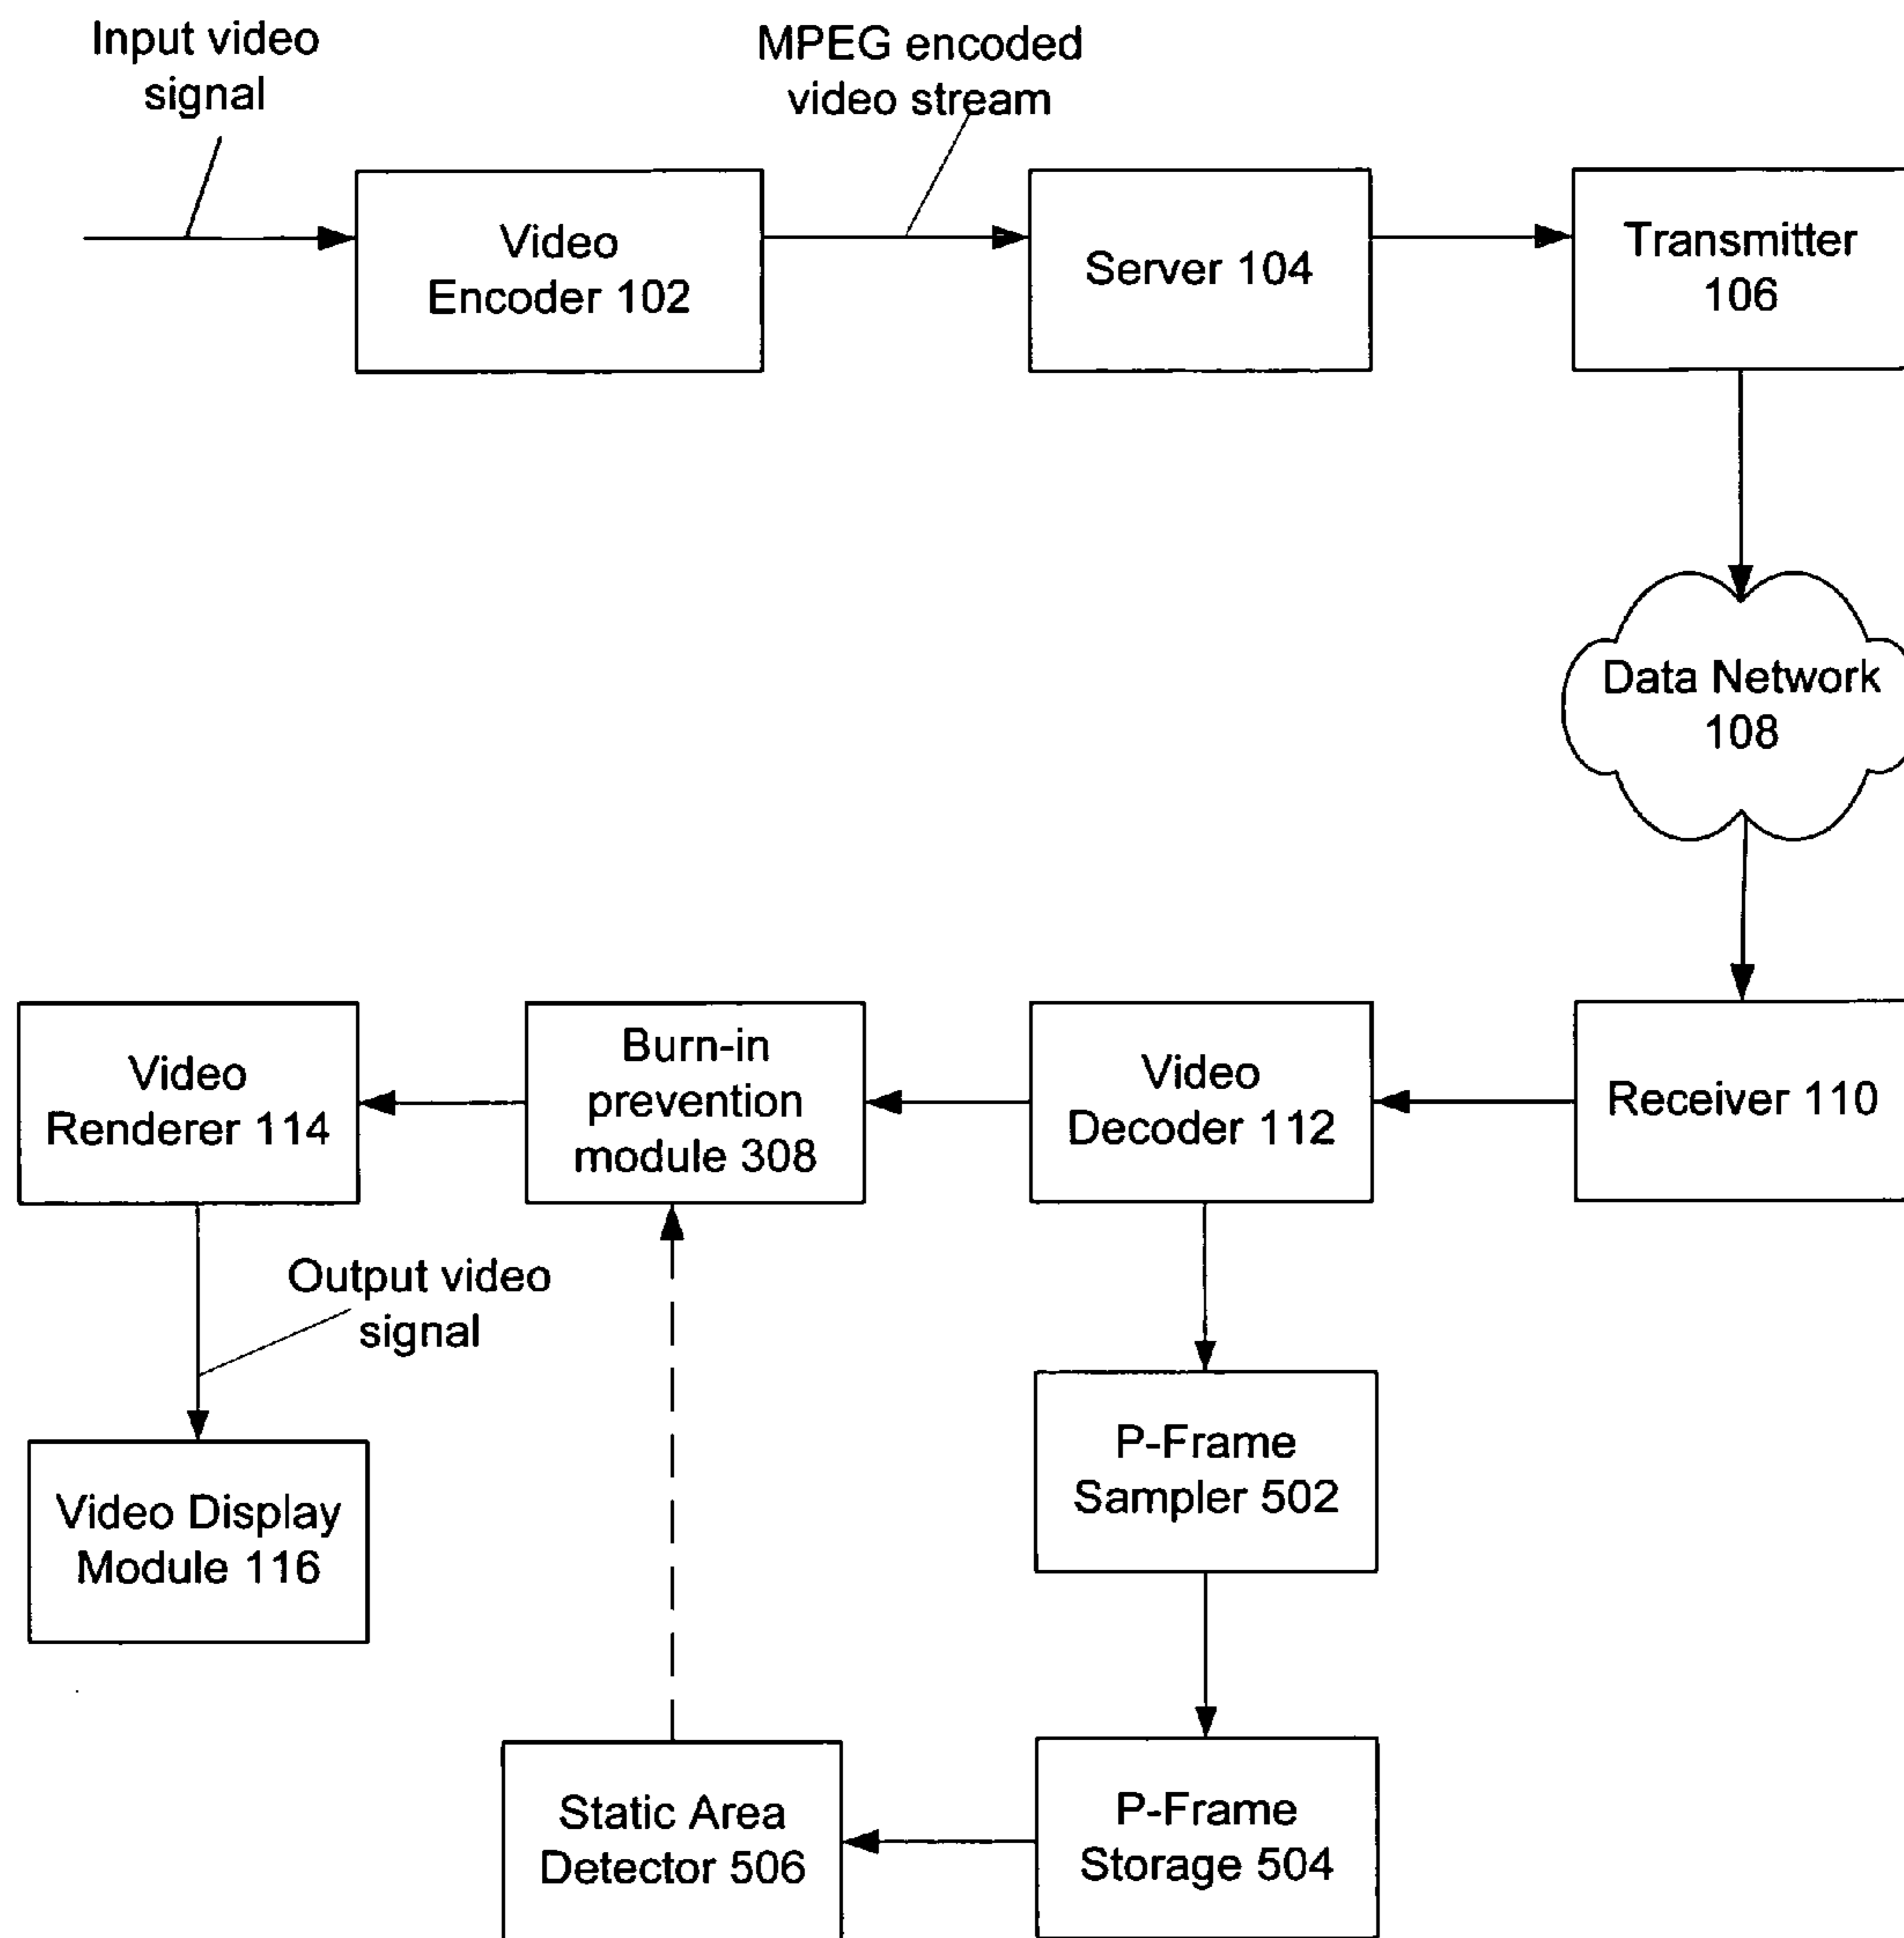 Input video
signal
MPEG encoded
video stream
Video
Encoder 102
Server 104
Transmitter
106
Data Network
108
Video
Renderer 114
Burn-in
prevention
module 308
Video
Decoder 112
Receiver 110
Output video
signal
Video Display
Module 116
P-Frame
Sampler 502
Static Area
Detector 506
P-Frame
Storage 504